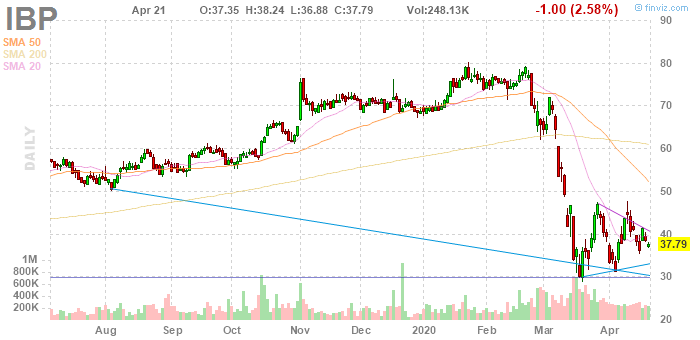 IBP Apr 21 O:37.35 H:38.24 L:36.88 C:37.79 Vol:248.13K -1.00 (2.58%) © finviz.com
SMA 50
SMA 200
SMA 20
DAILY
90
80
70
60
50
40
37.79
30
20
1M
800K
600K
400K
200K
Aug Sep Oct Nov Dec 2020 Feb Mar Apr